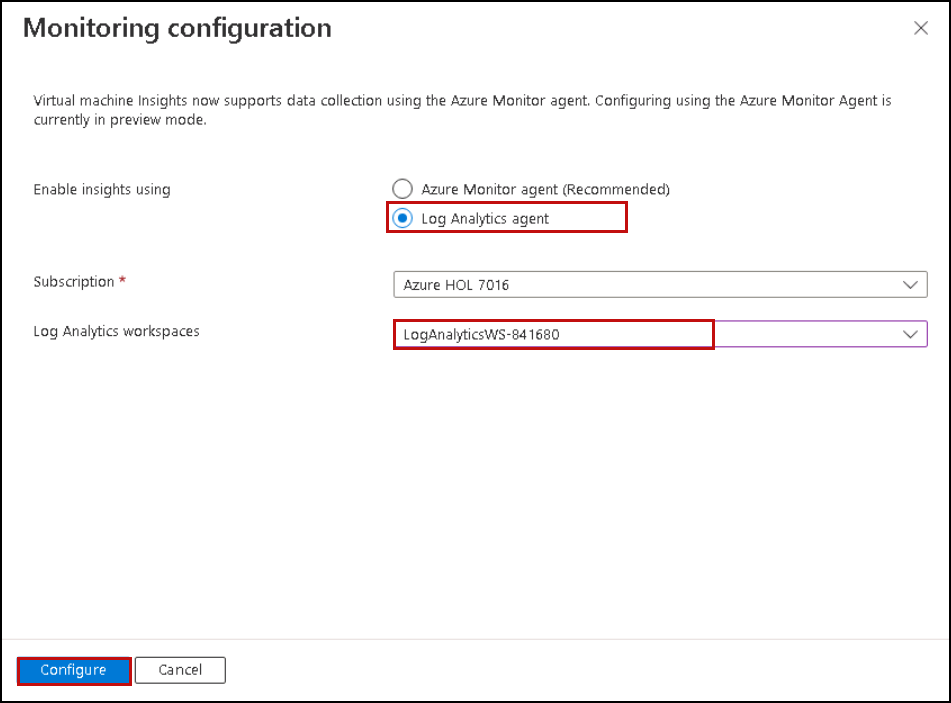 Monitoring configuration
Virtual machine Insights now supports data collection using the Azure Monitor agent. Configuring using the Azure Monitor Agent is
currently in preview mode.
Enable insights using
Azure Monitor agent (Recommended)
Log Analytics agent
Subscription *
Azure HOL 7016
Log Analytics workspaces
LogAnalyticsWS-841680
Configure
Cancel